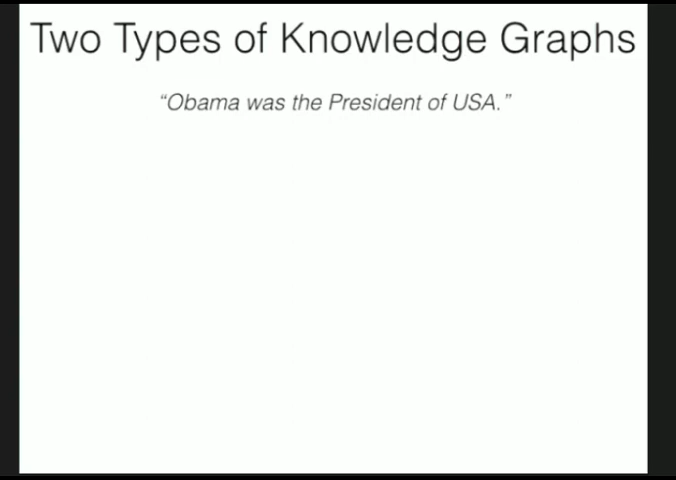 Two Types of Knowledge Graphs
“Obama was the President of USA.”